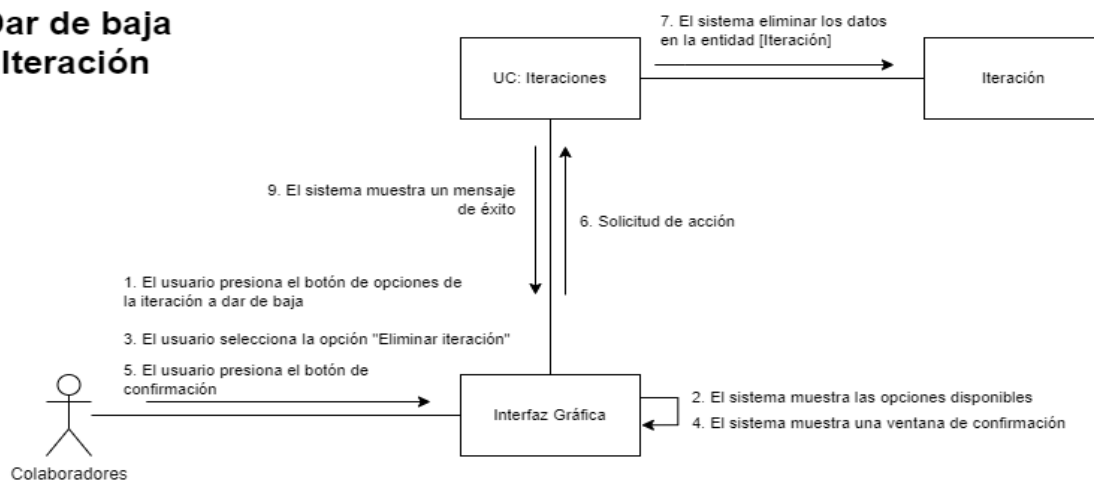 Dar de baja
Iteración
7. El sistema eliminar los datos
en la entidad [Iteración]
UC: Iteraciones
Iteración
9. El sistema muestra un mensaje
de éxito
6. Solicitud de acción
1. El usuario presiona el botón de opciones de
la iteración a dar de baja
3. El usuario selecciona la opción "Eliminar iteración"
5. El usuario presiona el botón de
confirmación
Interfaz Gráfica
2. El sistema muestra las opciones disponibles
4. El sistema muestra una ventana de confirmación
Colaboradores